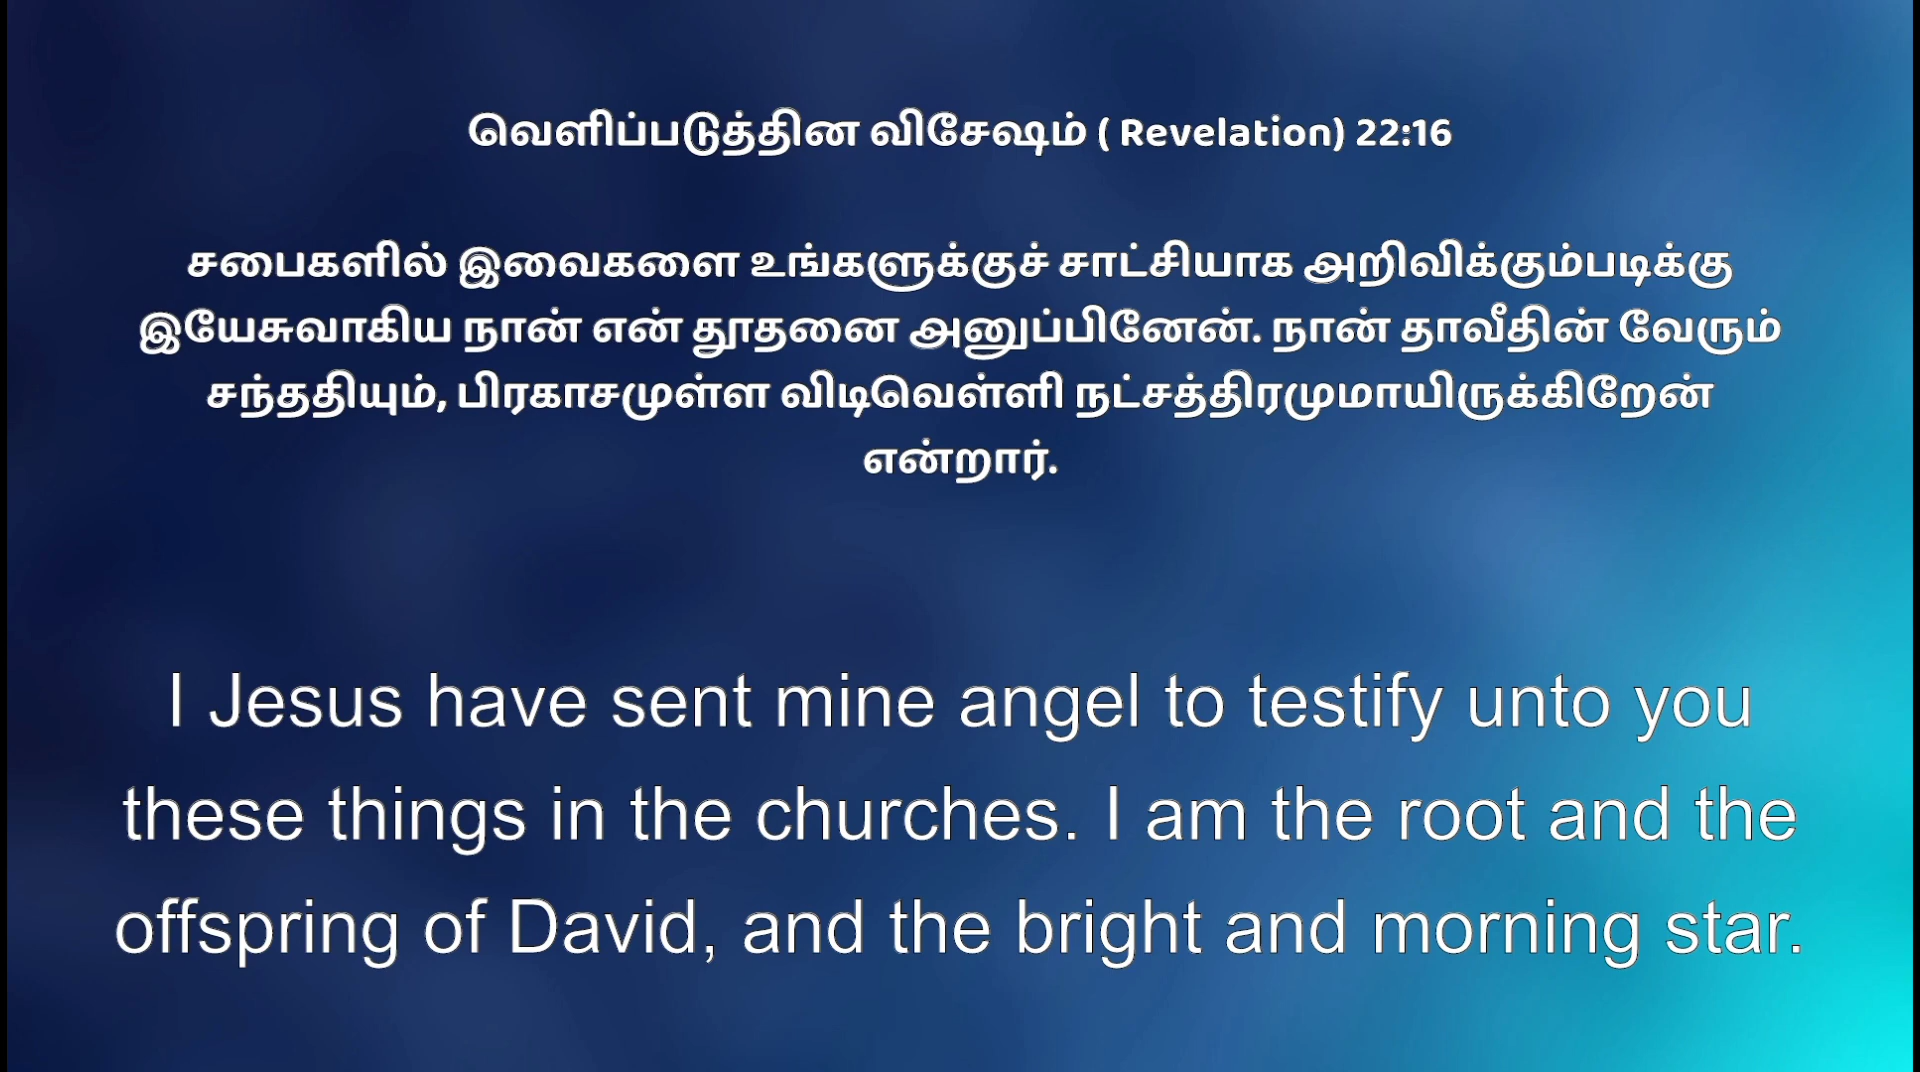 வெளிப்படுத்தின விசேஷம் ( Revelation) 22:16
சபைகளில் இவைகளை உங்களுக்குச் சாட்சியாக அறிவிக்கும்படிக்கு
இயேசுவாகிய நான் என் தூதனை அனுப்பினேன். நான் தாவீதின் வேரும்
சந்ததியும், பிரகாசமுள்ள விடிவெள்ளி நட்சத்திரமுமாயிருக்கிறேன்
என்றார்.
I Jesus have sent mine angel to testify unto you
these things in the churches. I am the root and the
offspring of David, and the bright and morning star.